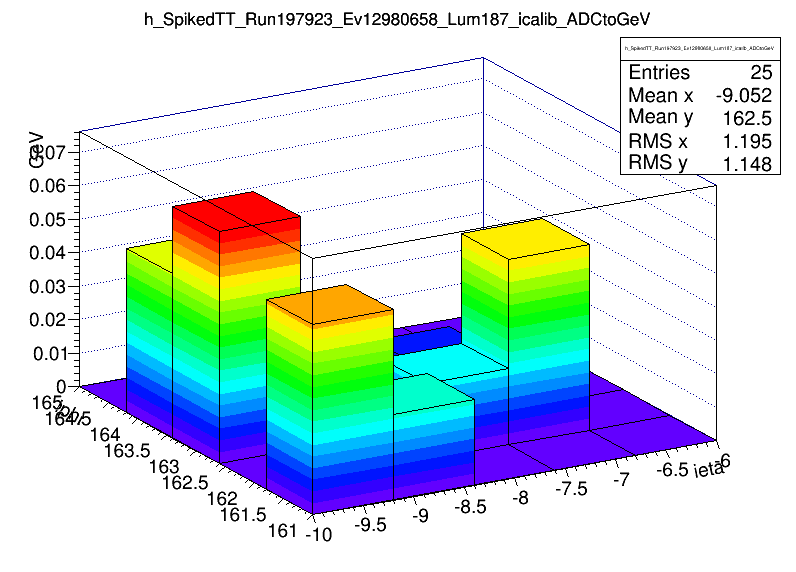 h_SpikedTT_Run197923_Ev12980658_Lum187_icalib_ADCtoGeV
h_SpikedTT_Run197923_Ev12980658_Lum187_icalib_ADCtoGeV
Entries 25
Mean x -9.052
Mean y 162.5
RMS x 1.195
RMS y 1.148
GeV
0.07
0.06
0.05
0.04
0.03
0.02
0.01
0
165
164.5
164
163.5
163
162.5
162
161.5
161
-10
-9.5
-9
-8.5
-8
-7.5
-7
-6.5
-6
ieta